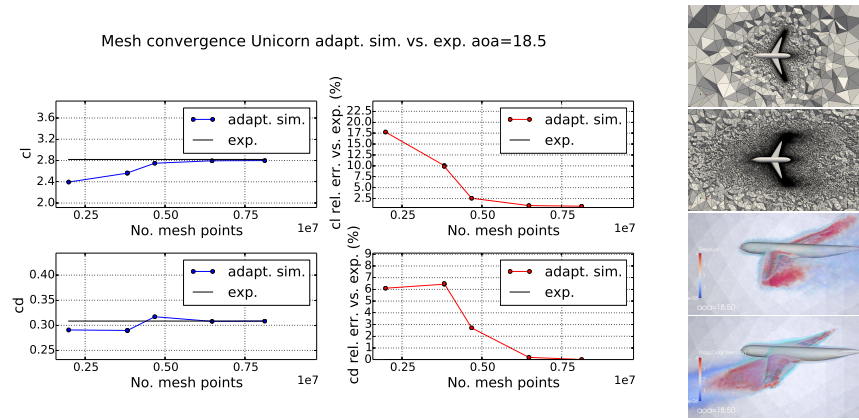 Mesh convergence Unicorn adapt. sim. vs. exp. aoa=18.5
cl
3.6
3.2
2.8
2.4
2.0
adapt. sim.
exp.
0.25 0.50 0.75
1e7
No. mesh points
cl rel. err. vs. exp. (%)
22.5
20.0
17.5
15.0
12.5
10.0
7.5
5.0
2.5
adapt. sim.
exp.
0.25 0.50 0.75
1e7
No. mesh points
cd
0.40
0.35
0.30
0.25
adapt. sim.
exp.
0.25 0.50 0.75
1e7
No. mesh points
cd rel. err. vs. exp. (%)
9
8
7
6
5
4
3
2
1
0
adapt. sim.
exp.
0.25 0.50 0.75
1e7
No. mesh points
aoa=18.50
aoa=18.50